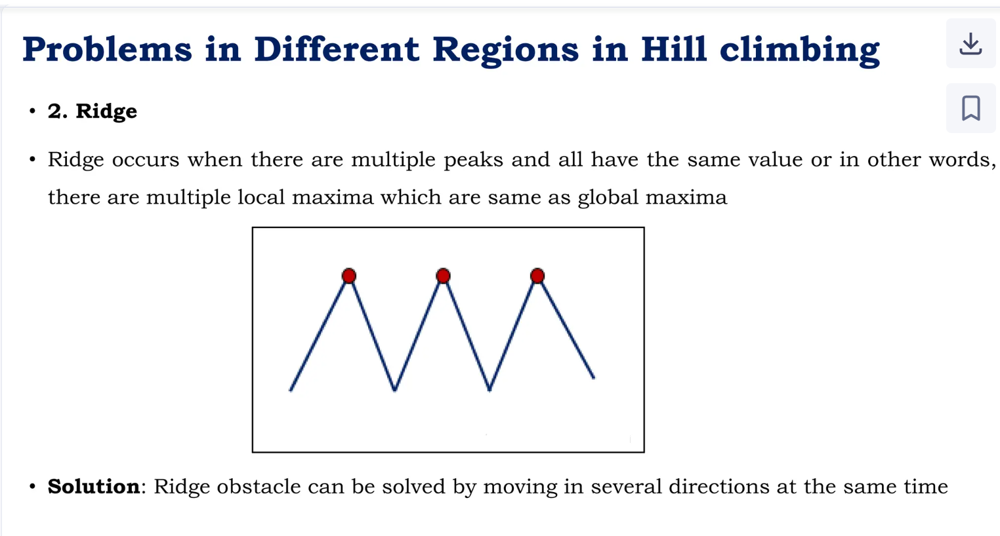 Problems in Different Regions in Hill climbing
• 2. Ridge
• Ridge occurs when there are multiple peaks and all have the same value or in other words,
there are multiple local maxima which are same as global maxima
• Solution: Ridge obstacle can be solved by moving in several directions at the same time